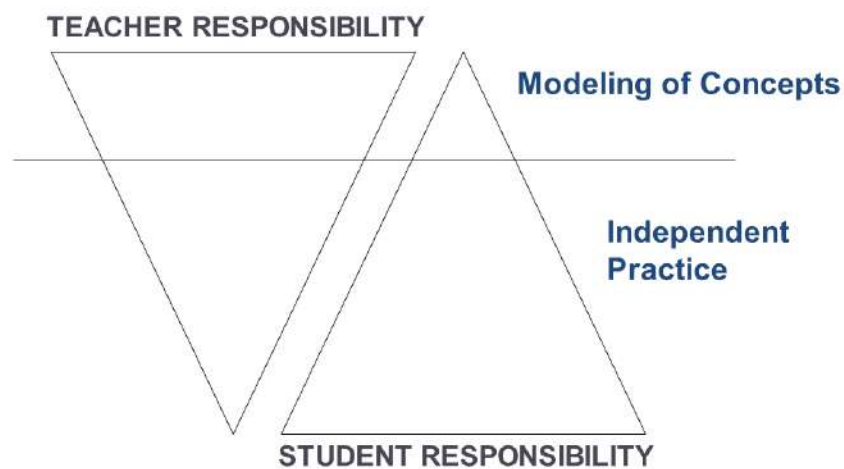 TEACHER RESPONSIBILITY
Modeling of Concepts
Independent
Practice
STUDENT RESPONSIBILITY